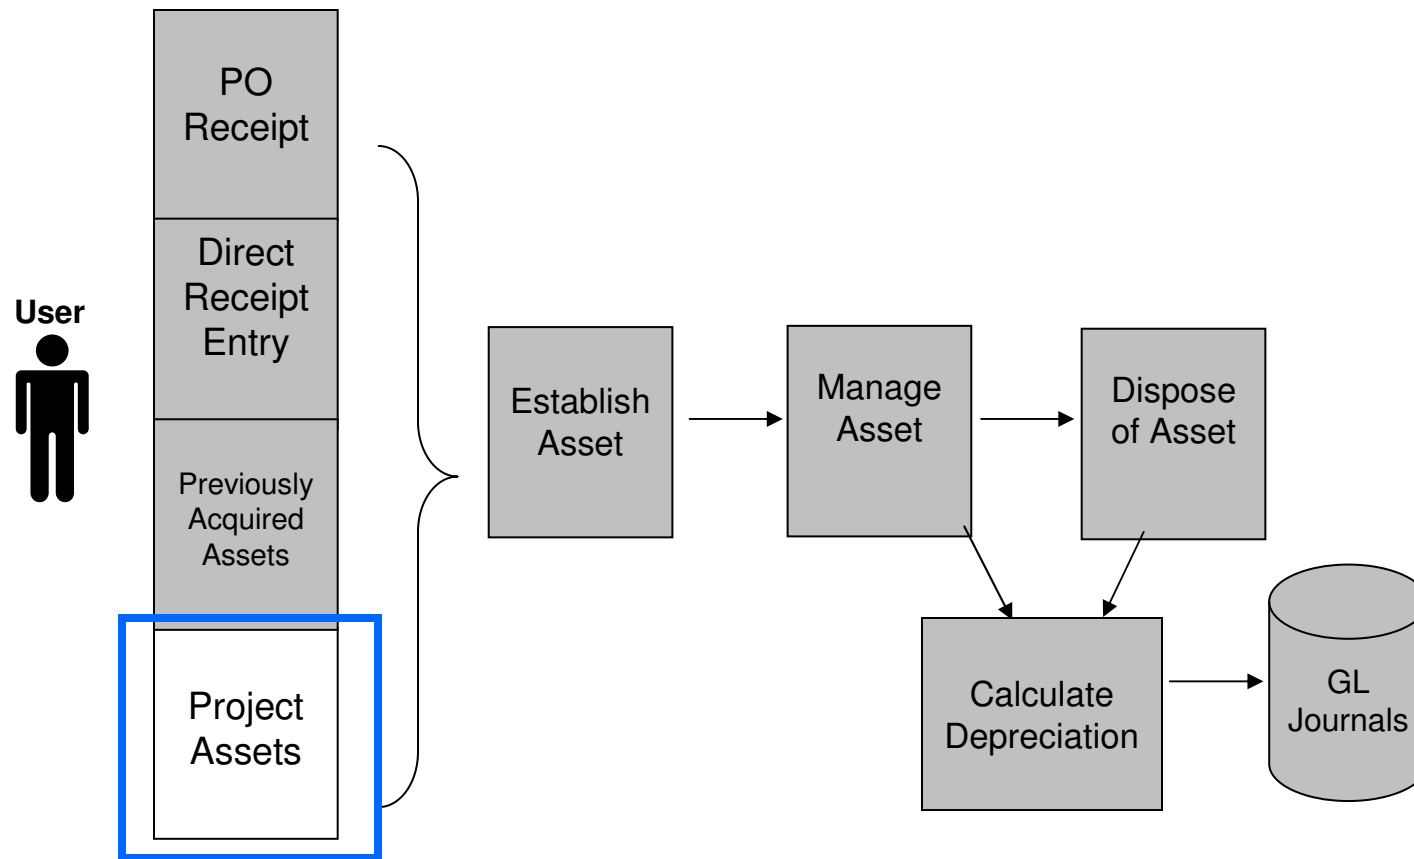 PO
Receipt
Direct
Receipt
Entry
User
Previously
Acquired
Assets
Project
Assets
Establish
Asset
Manage
Asset
Dispose
of Asset
Calculate
Depreciation
GL
Journals